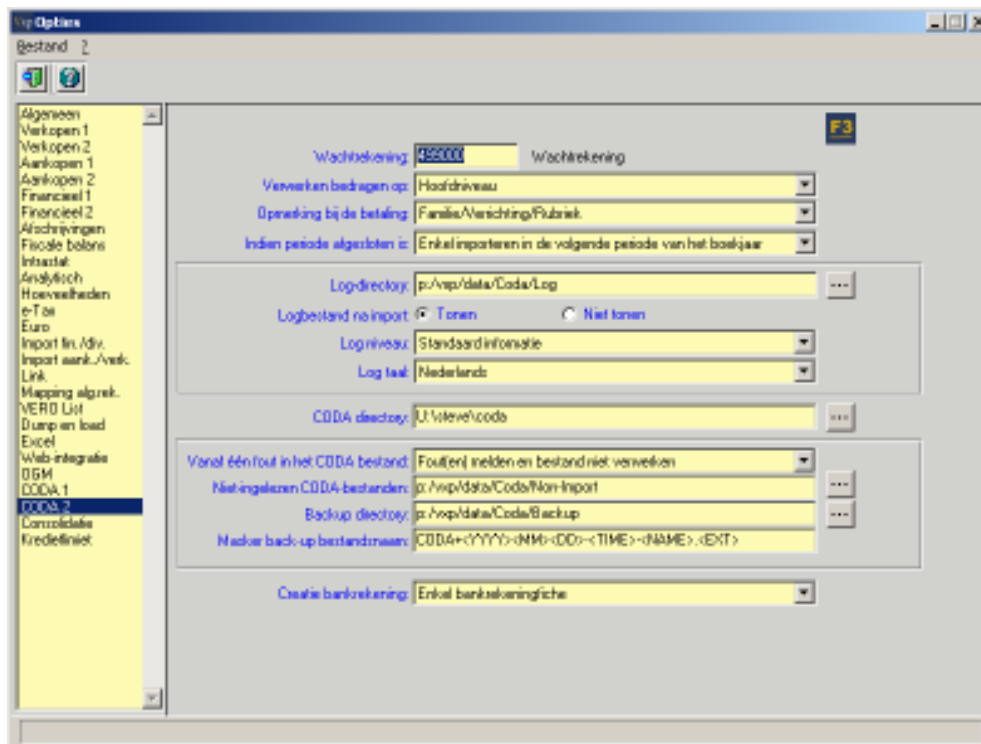 Opties
Bestand ?
Algemeen
Verkopen 1
Verkopen 2
Aankopen 1
Aankopen 2
Financieel 1
Financieel 2
Afschrijvingen
Fiscale balans
Intrastat
Analytisch
Hoeveelheden
e-Tax
Euro
Import fin./div.
Import aank./verk.
Link
Mapping alg.rek.
VERO List
Dump en load
Excel
Web-integratie
OGM
CODA 1
CODA 2
Consolidatie
Kredietlimiet
F3
Wachtrekening: 499000 Wachtrekening
Verwerken bedragen op: Hoofdniveau
Opmerking bij de betaling: Familie/Verrichting/Rubriek
Indien periode afgesloten is: Enkel importeren in de volgende periode van het boekjaar
Log-directory: p:/vxp/data/Coda/Log ...
Logbestand na import: Tonen Niet tonen
Log niveau: Standaard informatie
Log taal: Nederlands
CODA directory: U:\steve\coda ...
Vanaf één fout in het CODA bestand: Fout(en) melden en bestand niet verwerken
Niet-ingelezen CODA-bestanden: p:/vxp/data/Coda/Non-Import ...
Backup directory: p:/vxp/data/Coda/Backup ...
Masker back-up bestandsnaam: CODA+<YYYY>-<MM>-<DD>-<TIME>-<NAME>.<EXT>
Creatie bankrekening: Enkel bankrekeningfiche